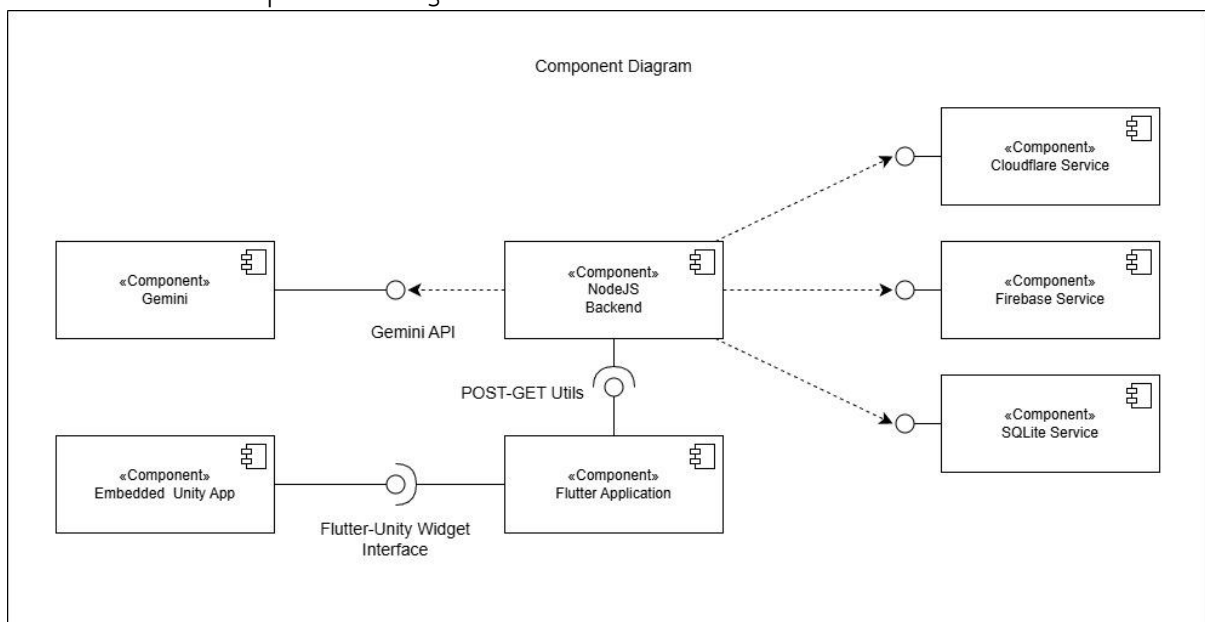 Component Diagram
«Component»
Cloudflare Service
«Component»
Gemini
Gemini API
«Component»
NodeJS
Backend
«Component»
Firebase Service
POST-GET Utils
«Component»
SQLite Service
«Component»
Embedded Unity App
Flutter-Unity Widget
Interface
«Component»
Flutter Application